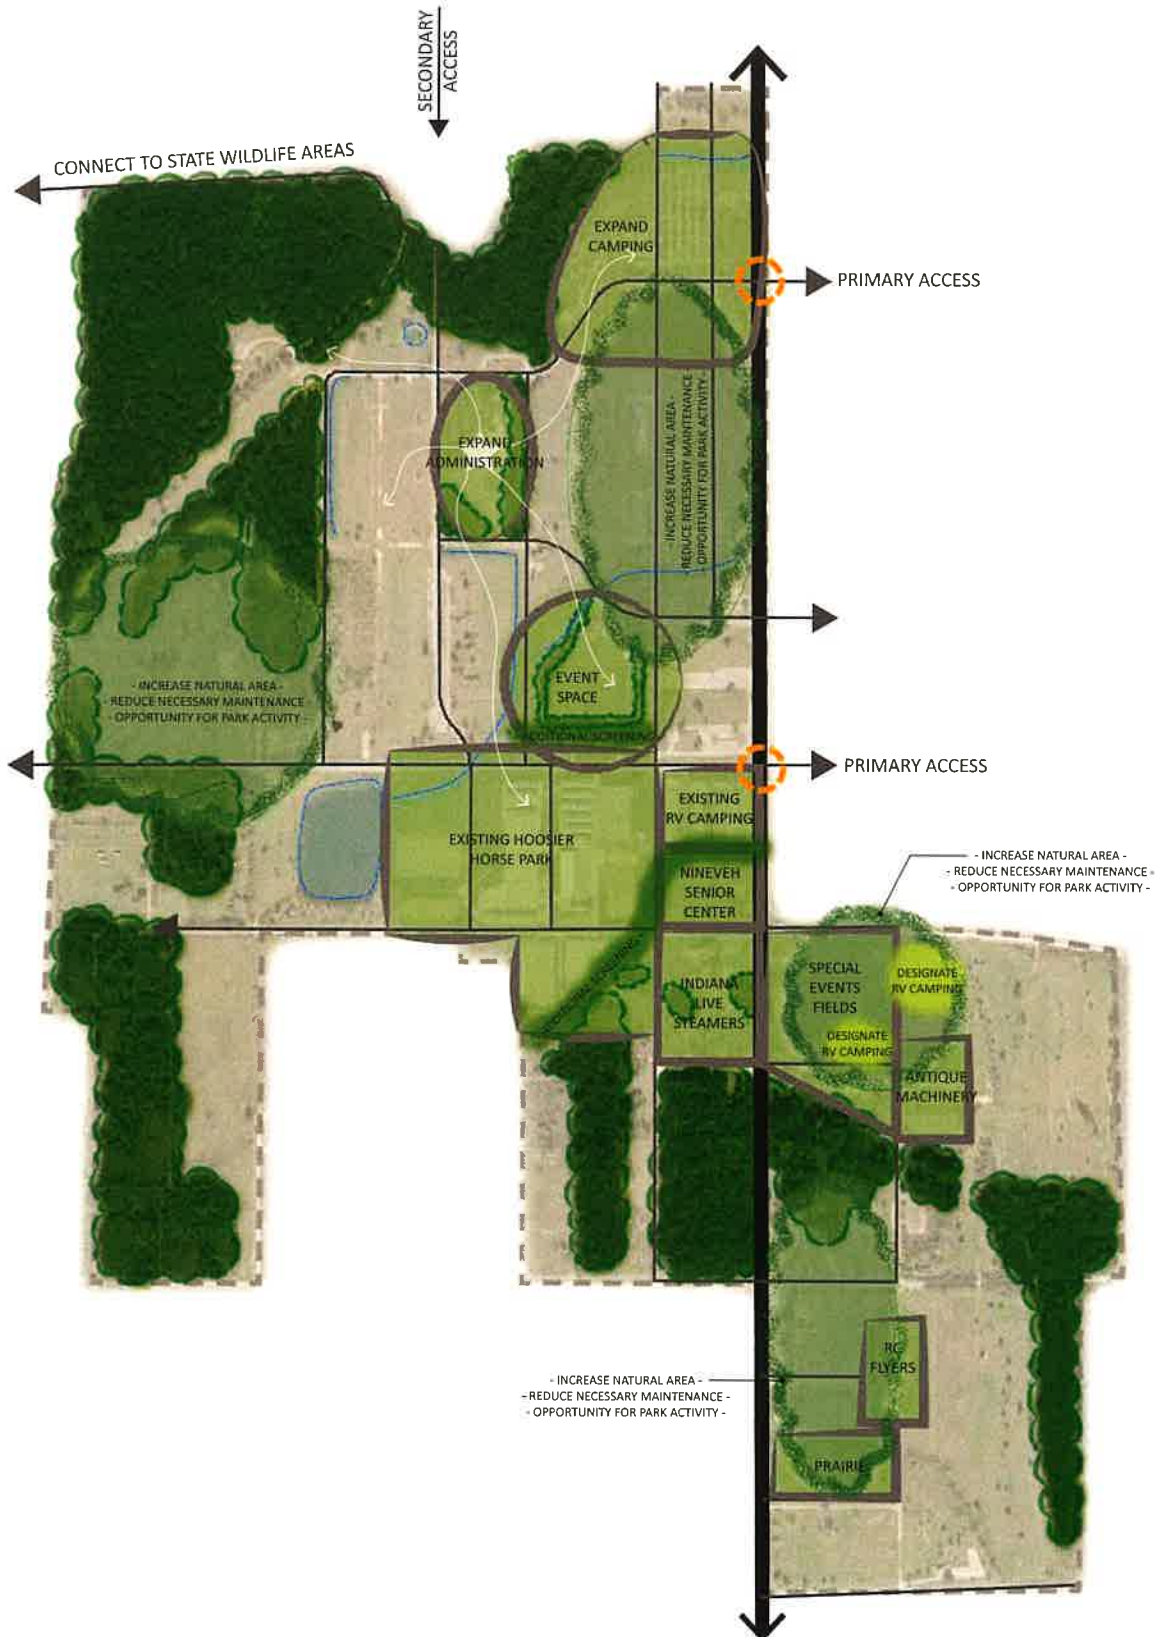 SECONDARY
ACCESS
CONNECT TO STATE WILDLIFE AREAS
EXPAND
CAMPING
PRIMARY ACCESS
- INCREASE NATURAL AREA -
- REDUCE NECESSARY MAINTENANCE -
- OPPORTUNITY FOR PARK ACTIVITY -
EXPAND
ADMINISTRATION
EVENT
SPACE
ADDITIONAL SCREENING
- INCREASE NATURAL AREA -
- REDUCE NECESSARY MAINTENANCE -
- OPPORTUNITY FOR PARK ACTIVITY -
PRIMARY ACCESS
EXISTING
RV CAMPING
EXISTING HOOSIER
HORSE PARK
NINEVEH
SENIOR
CENTER
- INCREASE NATURAL AREA -
- REDUCE NECESSARY MAINTENANCE -
- OPPORTUNITY FOR PARK ACTIVITY -
ADDITIONAL SCREENING
INDIANA
LIVE
STEAMERS
SPECIAL
EVENTS
FIELDS
DESIGNATE
RV CAMPING
DESIGNATE
RV CAMPING
ANTIQUE
MACHINERY
RC
FLYERS
- INCREASE NATURAL AREA -
- REDUCE NECESSARY MAINTENANCE -
- OPPORTUNITY FOR PARK ACTIVITY -
PRAIRIE